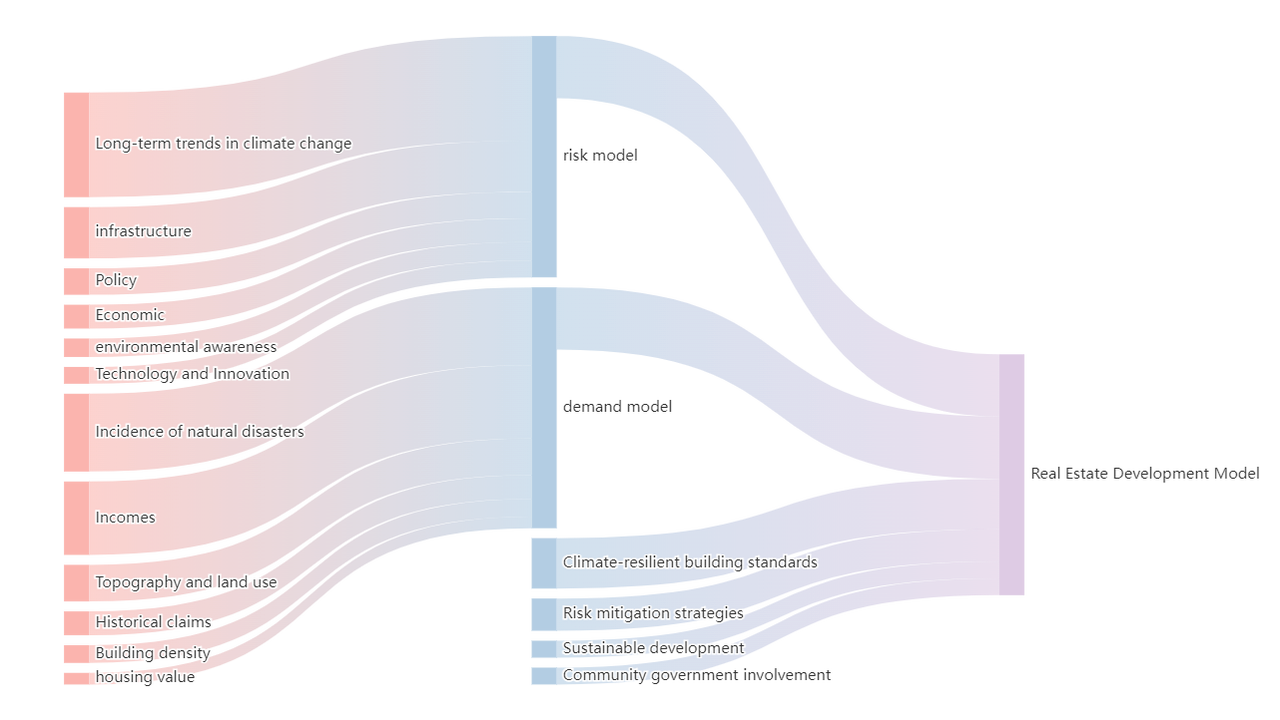 Long-term trends in climate change
infrastructure
Policy
Economic
environmental awareness
Technology and Innovation
Incidence of natural disasters
Incomes
Topography and land use
Historical claims
Building density
housing value
risk model
demand model
Climate-resilient building standards
Risk mitigation strategies
Sustainable development
Community government involvement
Real Estate Development Model